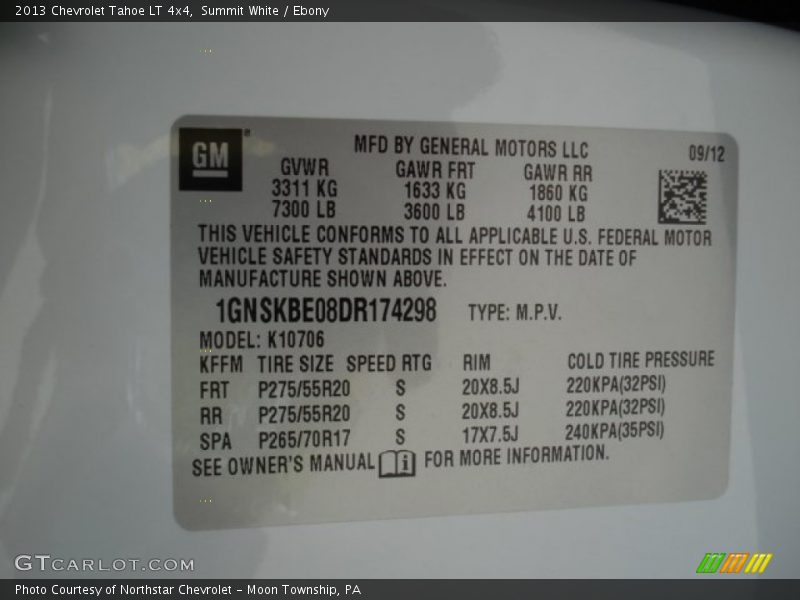 2013 Chevrolet Tahoe LT 4x4, Summit White / Ebony
GM®
MFD BY GENERAL MOTORS LLC 09/12
GVWR GAWR FRT GAWR RR
3311 KG 1633 KG 1860 KG
7300 LB 3600 LB 4100 LB
THIS VEHICLE CONFORMS TO ALL APPLICABLE U.S. FEDERAL MOTOR
VEHICLE SAFETY STANDARDS IN EFFECT ON THE DATE OF
MANUFACTURE SHOWN ABOVE.
1GNSKBE08DR174298 TYPE: M.P.V.
MODEL: K10706
KFFM TIRE SIZE SPEED RTG RIM COLD TIRE PRESSURE
FRT P275/55R20 S 20X8.5J 220KPA(32PSI)
RR P275/55R20 S 20X8.5J 220KPA(32PSI)
SPA P265/70R17 S 17X7.5J 240KPA(35PSI)
SEE OWNER'S MANUAL FOR MORE INFORMATION.
GTCARLOT.COM
Photo Courtesy of Northstar Chevrolet - Moon Township, PA